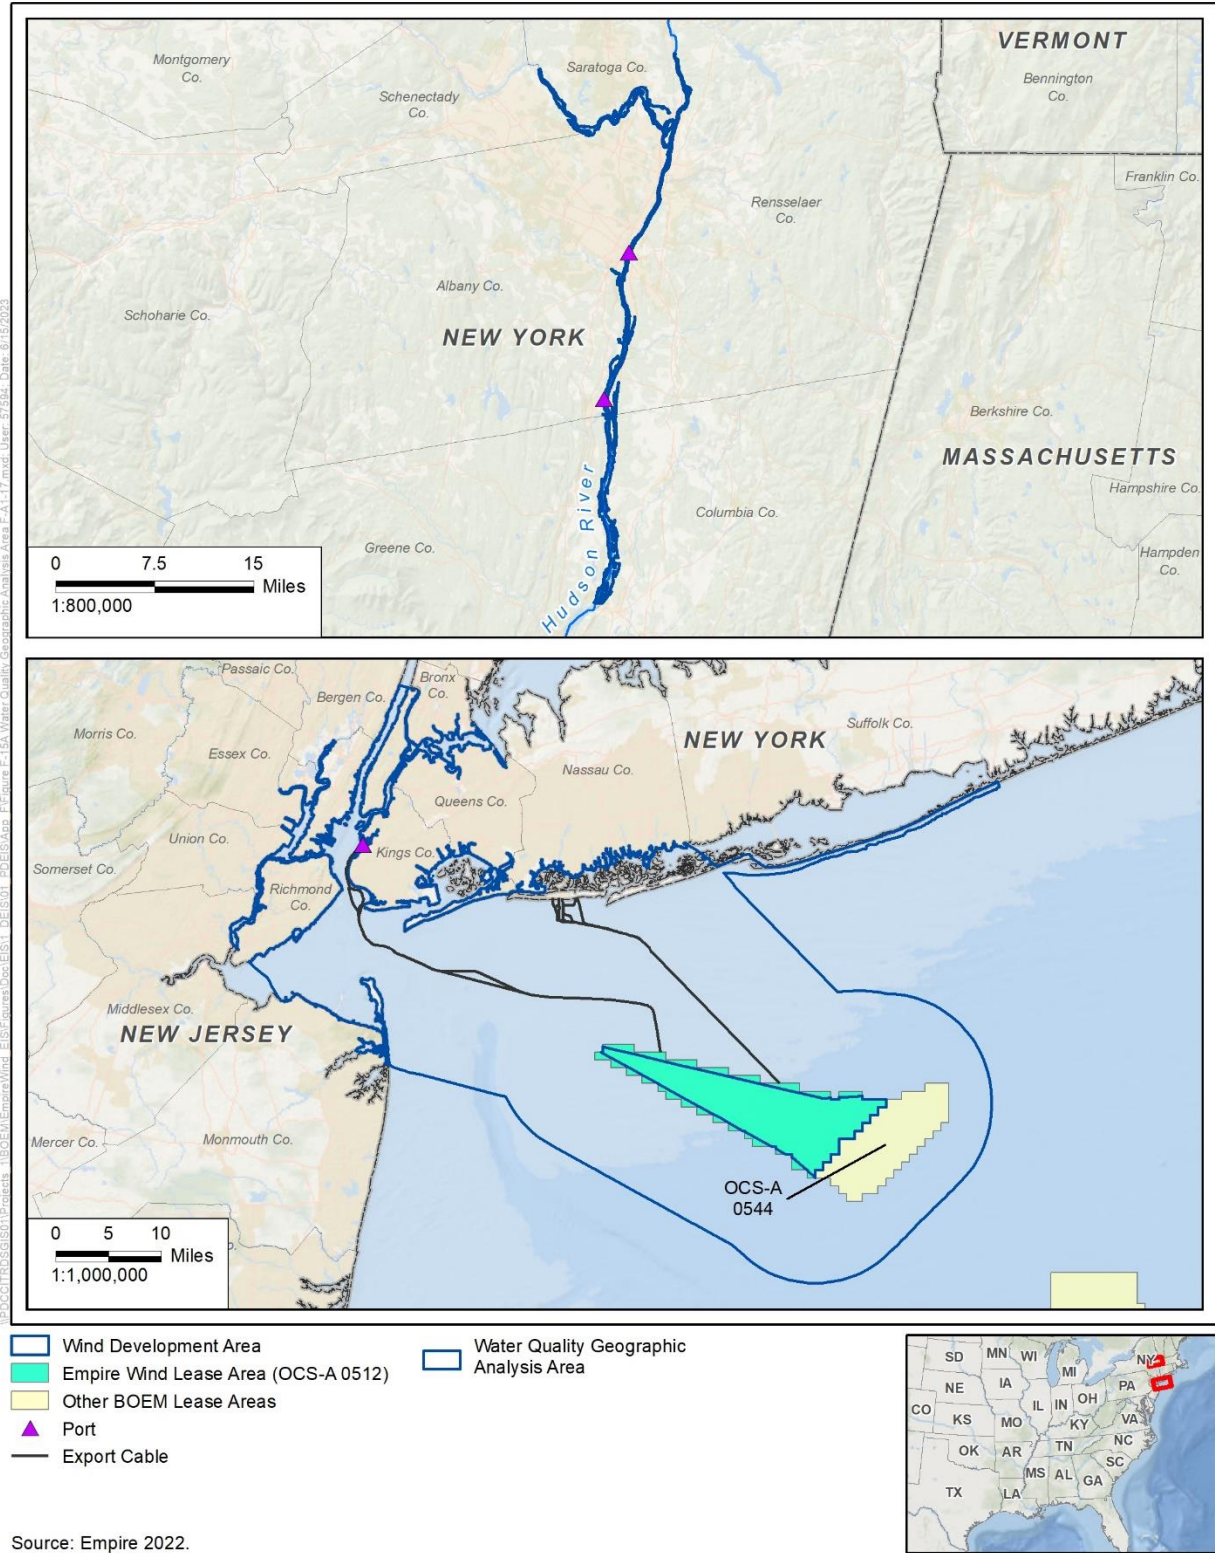 VERMONT
Montgomery
Co.
Saratoga Co.
Bennington
Co.
Schenectady
Co.
Franklin Co.
Rensselaer
Co.
Albany Co.
Schoharie Co.
NEW YORK
Berkshire Co.
MASSACHUSETTS
Hampshire Co.
Columbia Co.
Greene Co.
Hampden
Co.
Hudson River
0 7.5 15
Miles
1:800,000
Passaic Co.
Bronx
Co.
Bergen Co.
Morris Co.
Suffolk Co.
NEW YORK
Essex Co.
Nassau Co.
Queens Co.
Union Co.
Kings Co.
Somerset Co.
Richmond
Co.
Middlesex Co.
NEW JERSEY
Mercer Co.
Monmouth Co.
OCS-A
0544
0 5 10
Miles
1:1,000,000
Wind Development Area
Empire Wind Lease Area (OCS-A 0512)
Other BOEM Lease Areas
Port
Export Cable
Water Quality Geographic
Analysis Area
SD
MN
WI
NY
MI
NE
IA
PA
IL
IN
OH
CO
KS
MO
KY
VA
OK
AR
TN
NC
SC
MS
AL
GA
TX
LA
FL
Source: Empire 2022.